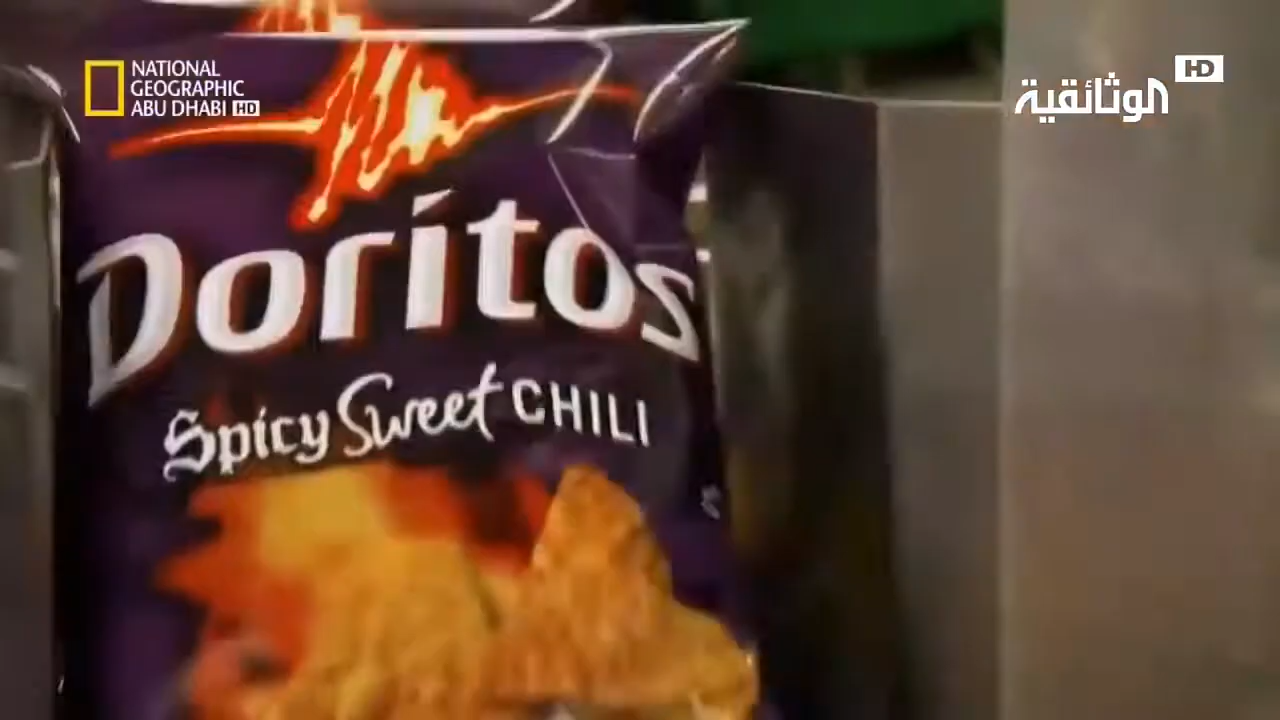 NATIONAL
GEOGRAPHIC
ABU DHABI HD
الوثائقية HD
Doritos
Spicy Sweet CHILI